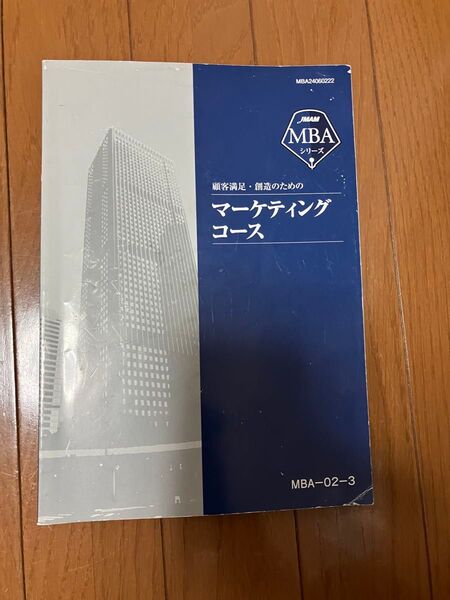 MBA24060222
JMAM
MBA
シリーズ
顧客満足・創造のための
マーケティング
コース
MBA-02-3